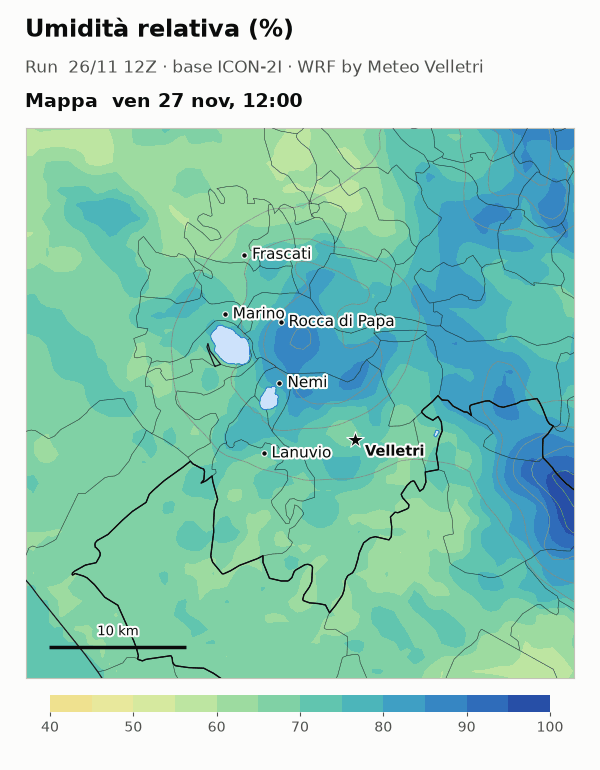 Umidità relativa (%)
Run 26/11 12Z · base ICON-2I · WRF by Meteo Velletri
Mappa ven 27 nov, 12:00
Frascati
Marino
Rocca di Papa
Nemi
Velletri
Lanuvio
10 km
40 50 60 70 80 90 100